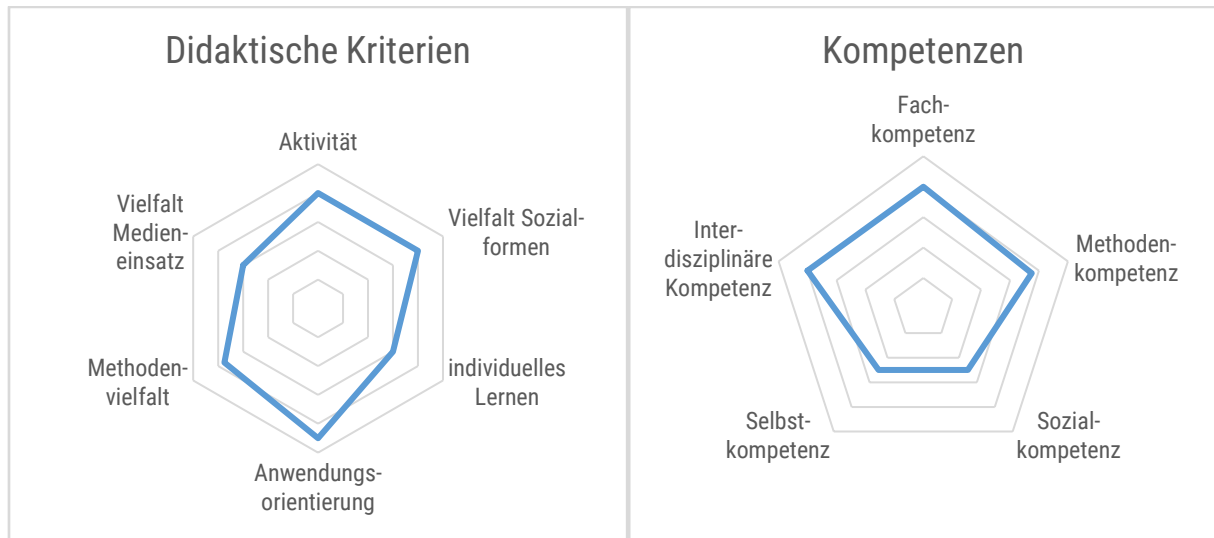 Didaktische Kriterien
Aktivität
Vielfalt Sozial-
formen
individuelles
Lernen
Anwendungs-
orientierung
Methoden-
vielfalt
Vielfalt
Medien-
einsatz
Kompetenzen
Fach-
kompetenz
Methoden-
kompetenz
Sozial-
kompetenz
Selbst-
kompetenz
Inter-
disziplinäre
Kompetenz